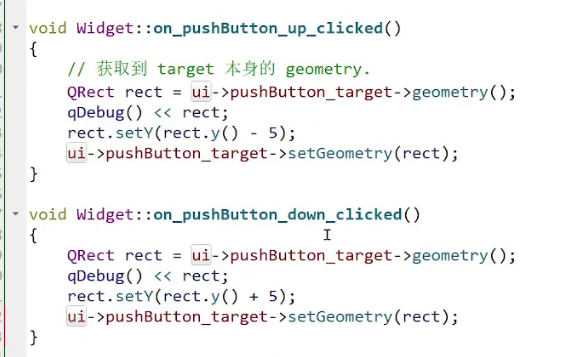 void Widget::on_pushButton_up_clicked()
{
// 获取到 target 本身的 geometry.
QRect rect = ui->pushButton_target->geometry();
qDebug() << rect;
rect.setY(rect.y() - 5);
ui->pushButton_target->setGeometry(rect);
}
void Widget::on_pushButton_down_clicked()
{
QRect rect = ui->pushButton_target->geometry();
qDebug() << rect;
rect.setY(rect.y() + 5);
ui->pushButton_target->setGeometry(rect);
}